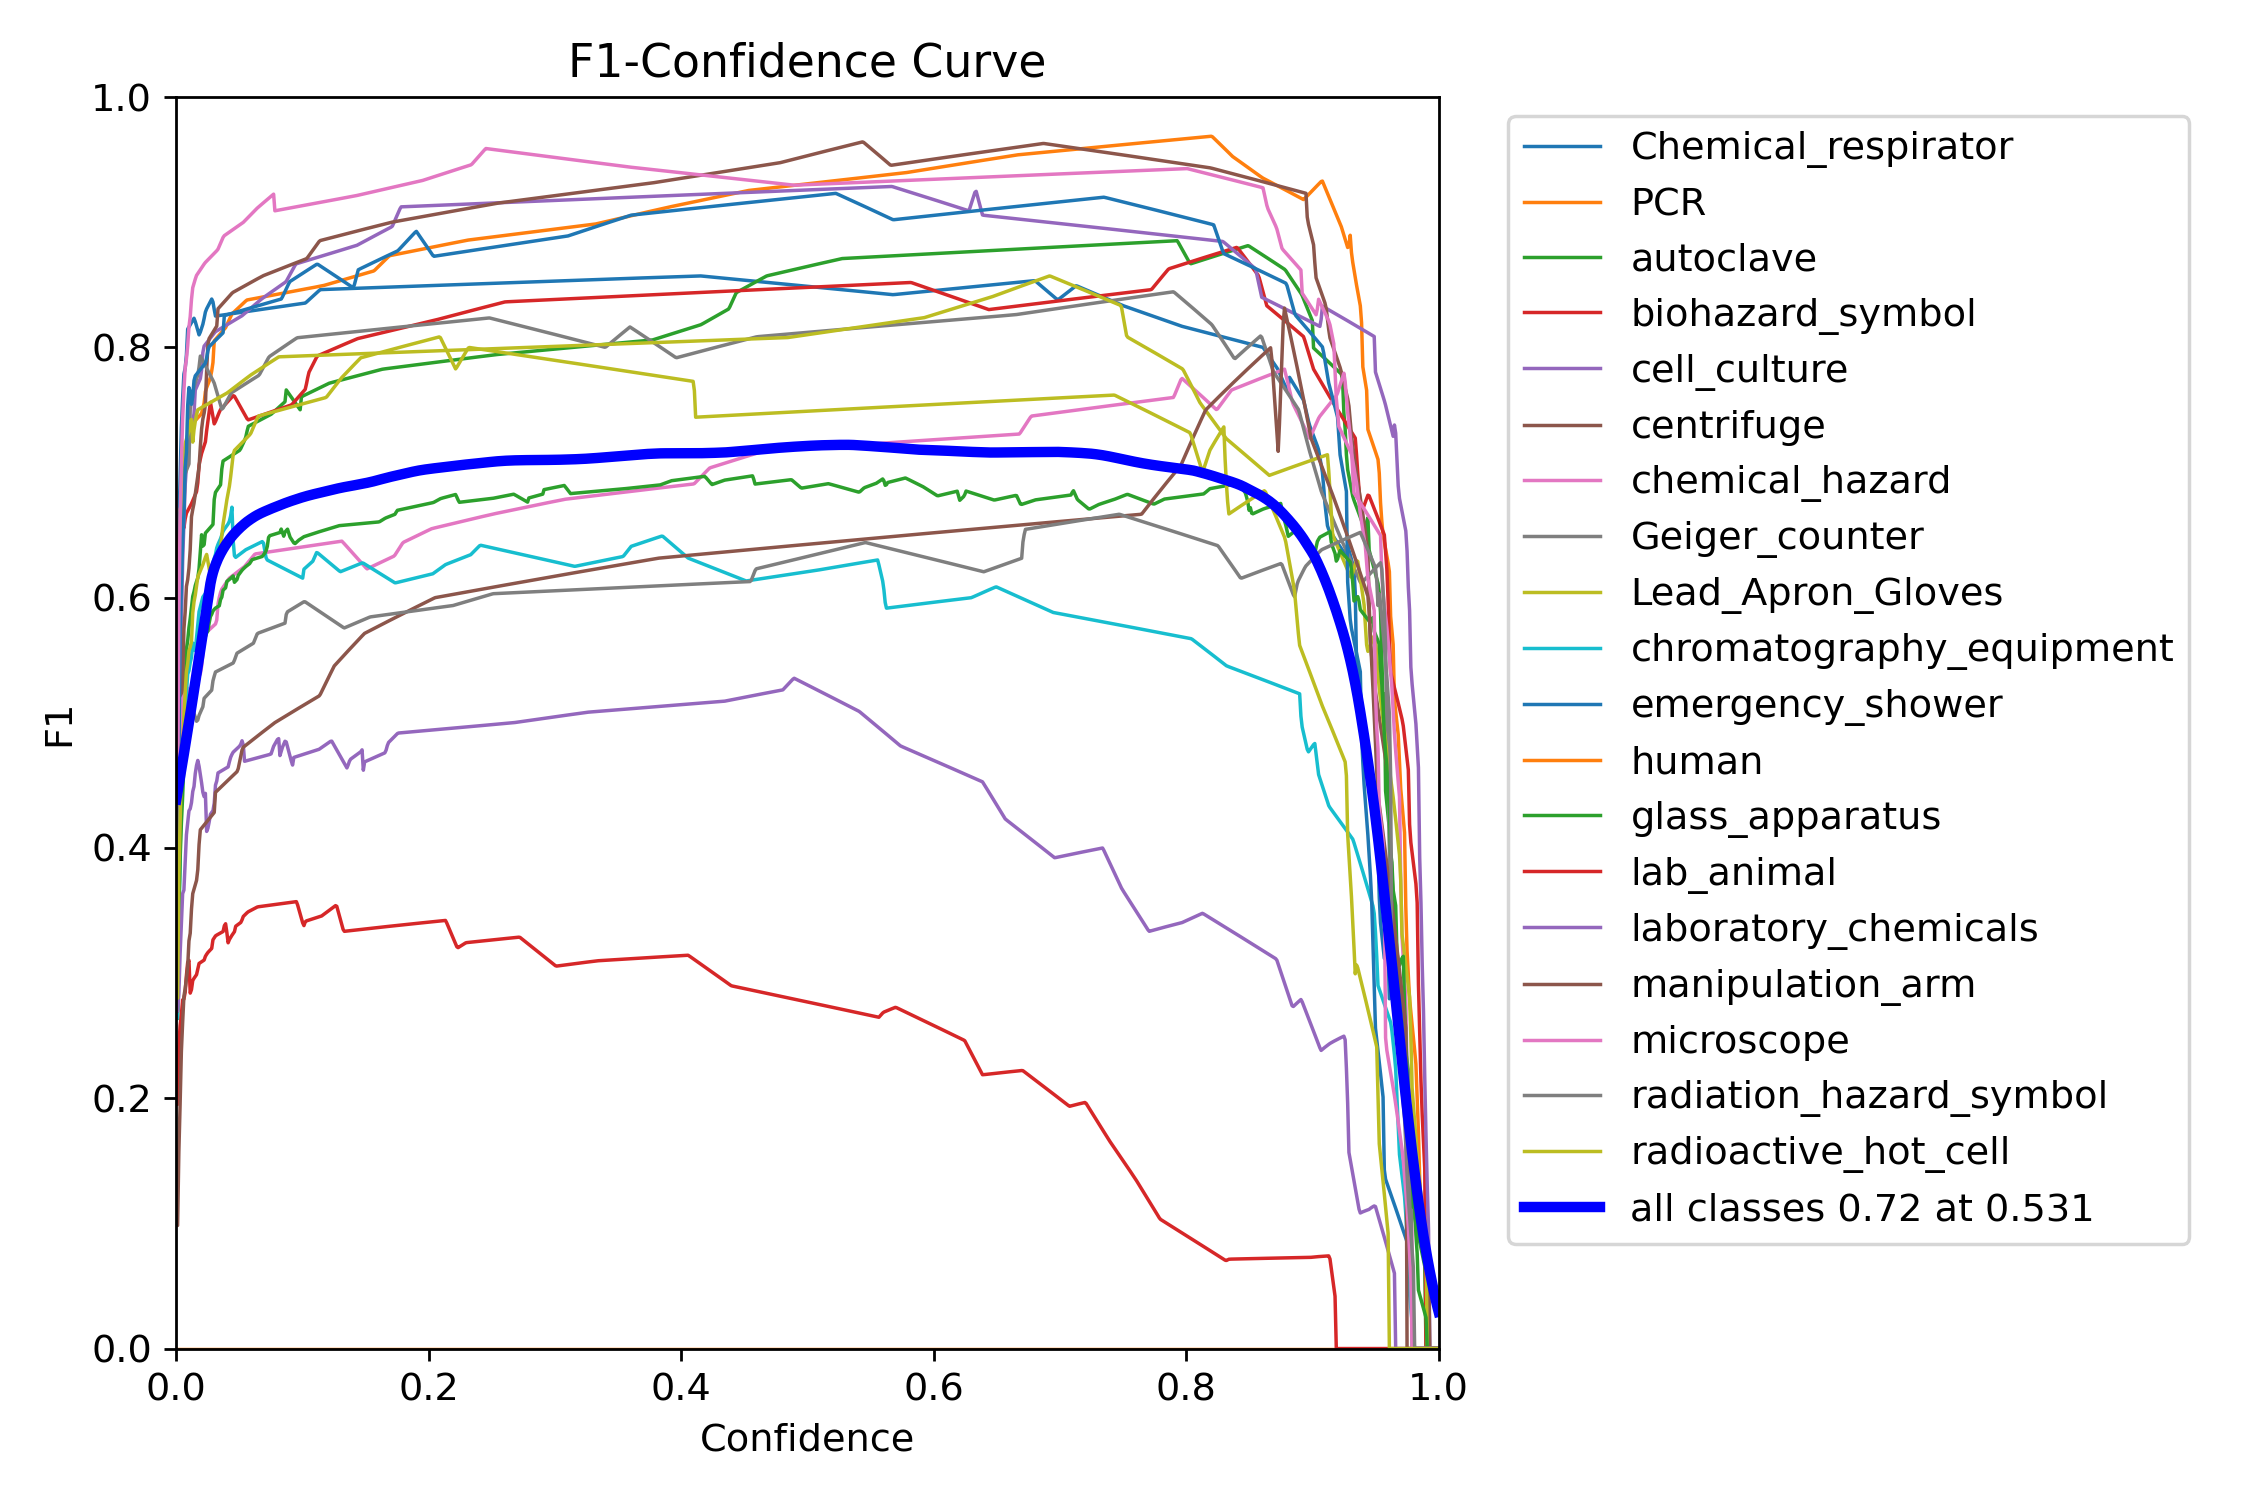 F1-Confidence Curve
1.0
0.8
0.6
0.4
0.2
0.0
F1
0.0 0.2 0.4 0.6 0.8 1.0
Confidence
Chemical_respirator
PCR
autoclave
biohazard_symbol
cell_culture
centrifuge
chemical_hazard
Geiger_counter
Lead_Apron_Gloves
chromatography_equipment
emergency_shower
human
glass_apparatus
lab_animal
laboratory_chemicals
manipulation_arm
microscope
radiation_hazard_symbol
radioactive_hot_cell
all classes 0.72 at 0.531